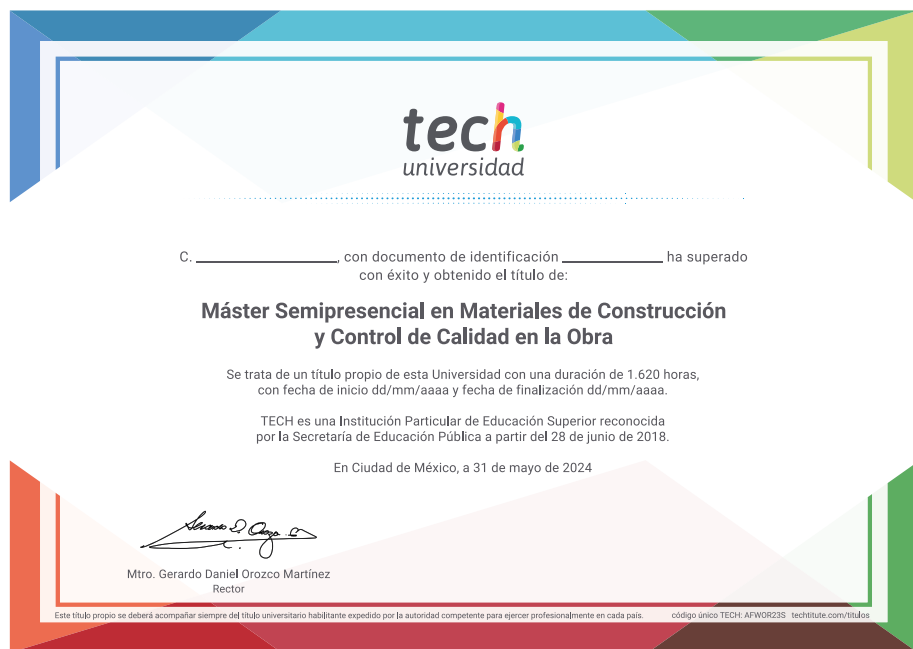 tech
universidad
C. ____________________, con documento de identificación ______________ ha superado
con éxito y obtenido el título de:
Máster Semipresencial en Materiales de Construcción
y Control de Calidad en la Obra
Se trata de un título propio de esta Universidad con una duración de 1.620 horas,
con fecha de inicio dd/mm/aaaa y fecha de finalización dd/mm/aaaa.
TECH es una Institución Particular de Educación Superior reconocida
por la Secretaría de Educación Pública a partir del 28 de junio de 2018.
En Ciudad de México, a 31 de mayo de 2024
Mtro. Gerardo Daniel Orozco Martínez
Rector
Este título propio se deberá acompañar siempre del título universitario habilitante expedido por la autoridad competente para ejercer profesionalmente en cada país. código único TECH: AFWOR23S techtitute.com/titulos